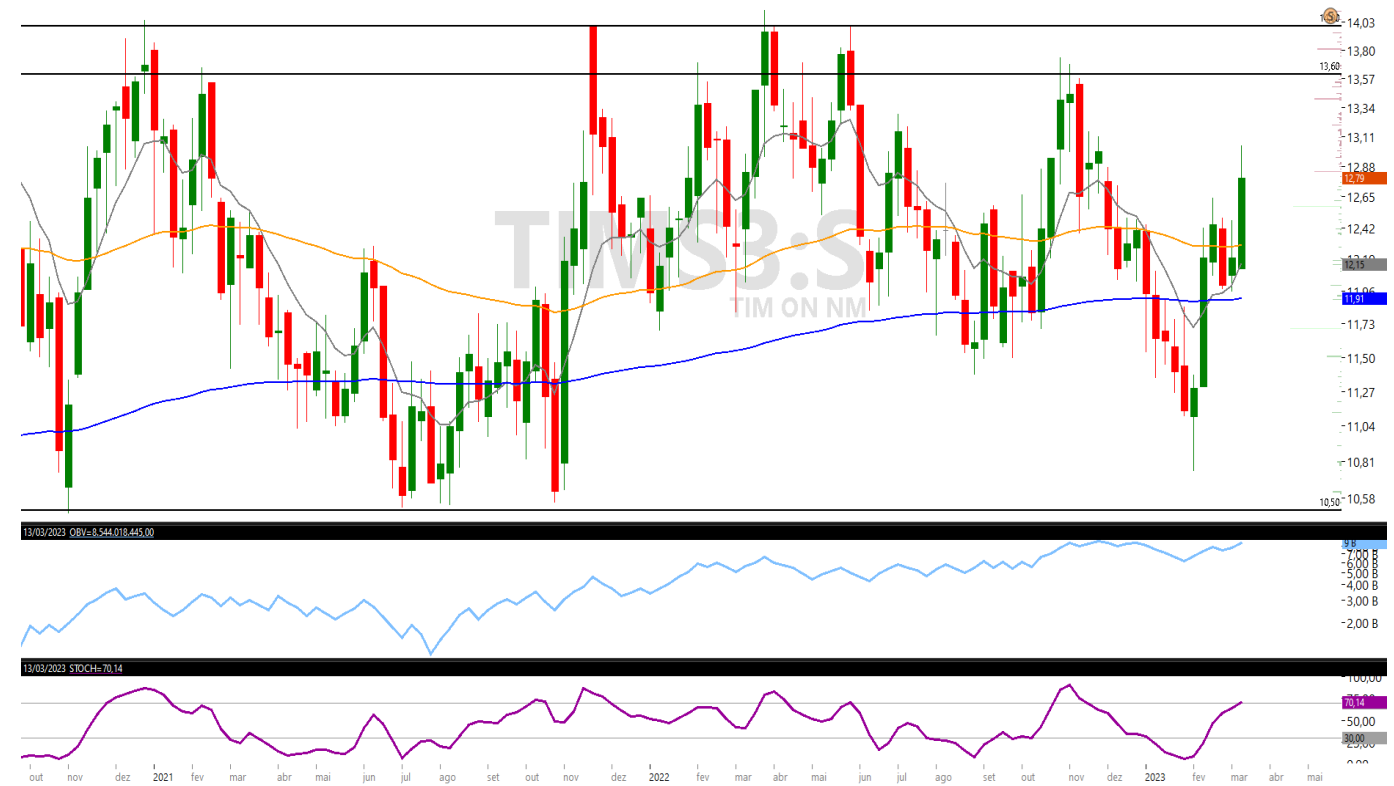 TIMS3:S
TIM ON NM
14,03
13,80
13,60
13,57
13,34
13,11
12,88
12,79
12,65
12,42
12,15
11,96
11,91
11,73
11,50
11,27
11,04
10,81
10,58
10,50
13/03/2023 OBV=8.544.018.445,00
9 B
7,00 B
6,00 B
5,00 B
4,00 B
3,00 B
2,00 B
13/03/2023 STOCH=70,14
100,00
70,14
50,00
30,00
25,00
0,00
out nov dez 2021 fev mar abr mai jun jul ago set out nov 2022 fev mar abr mai jun jul ago set out nov dez 2023 fev mar abr mai